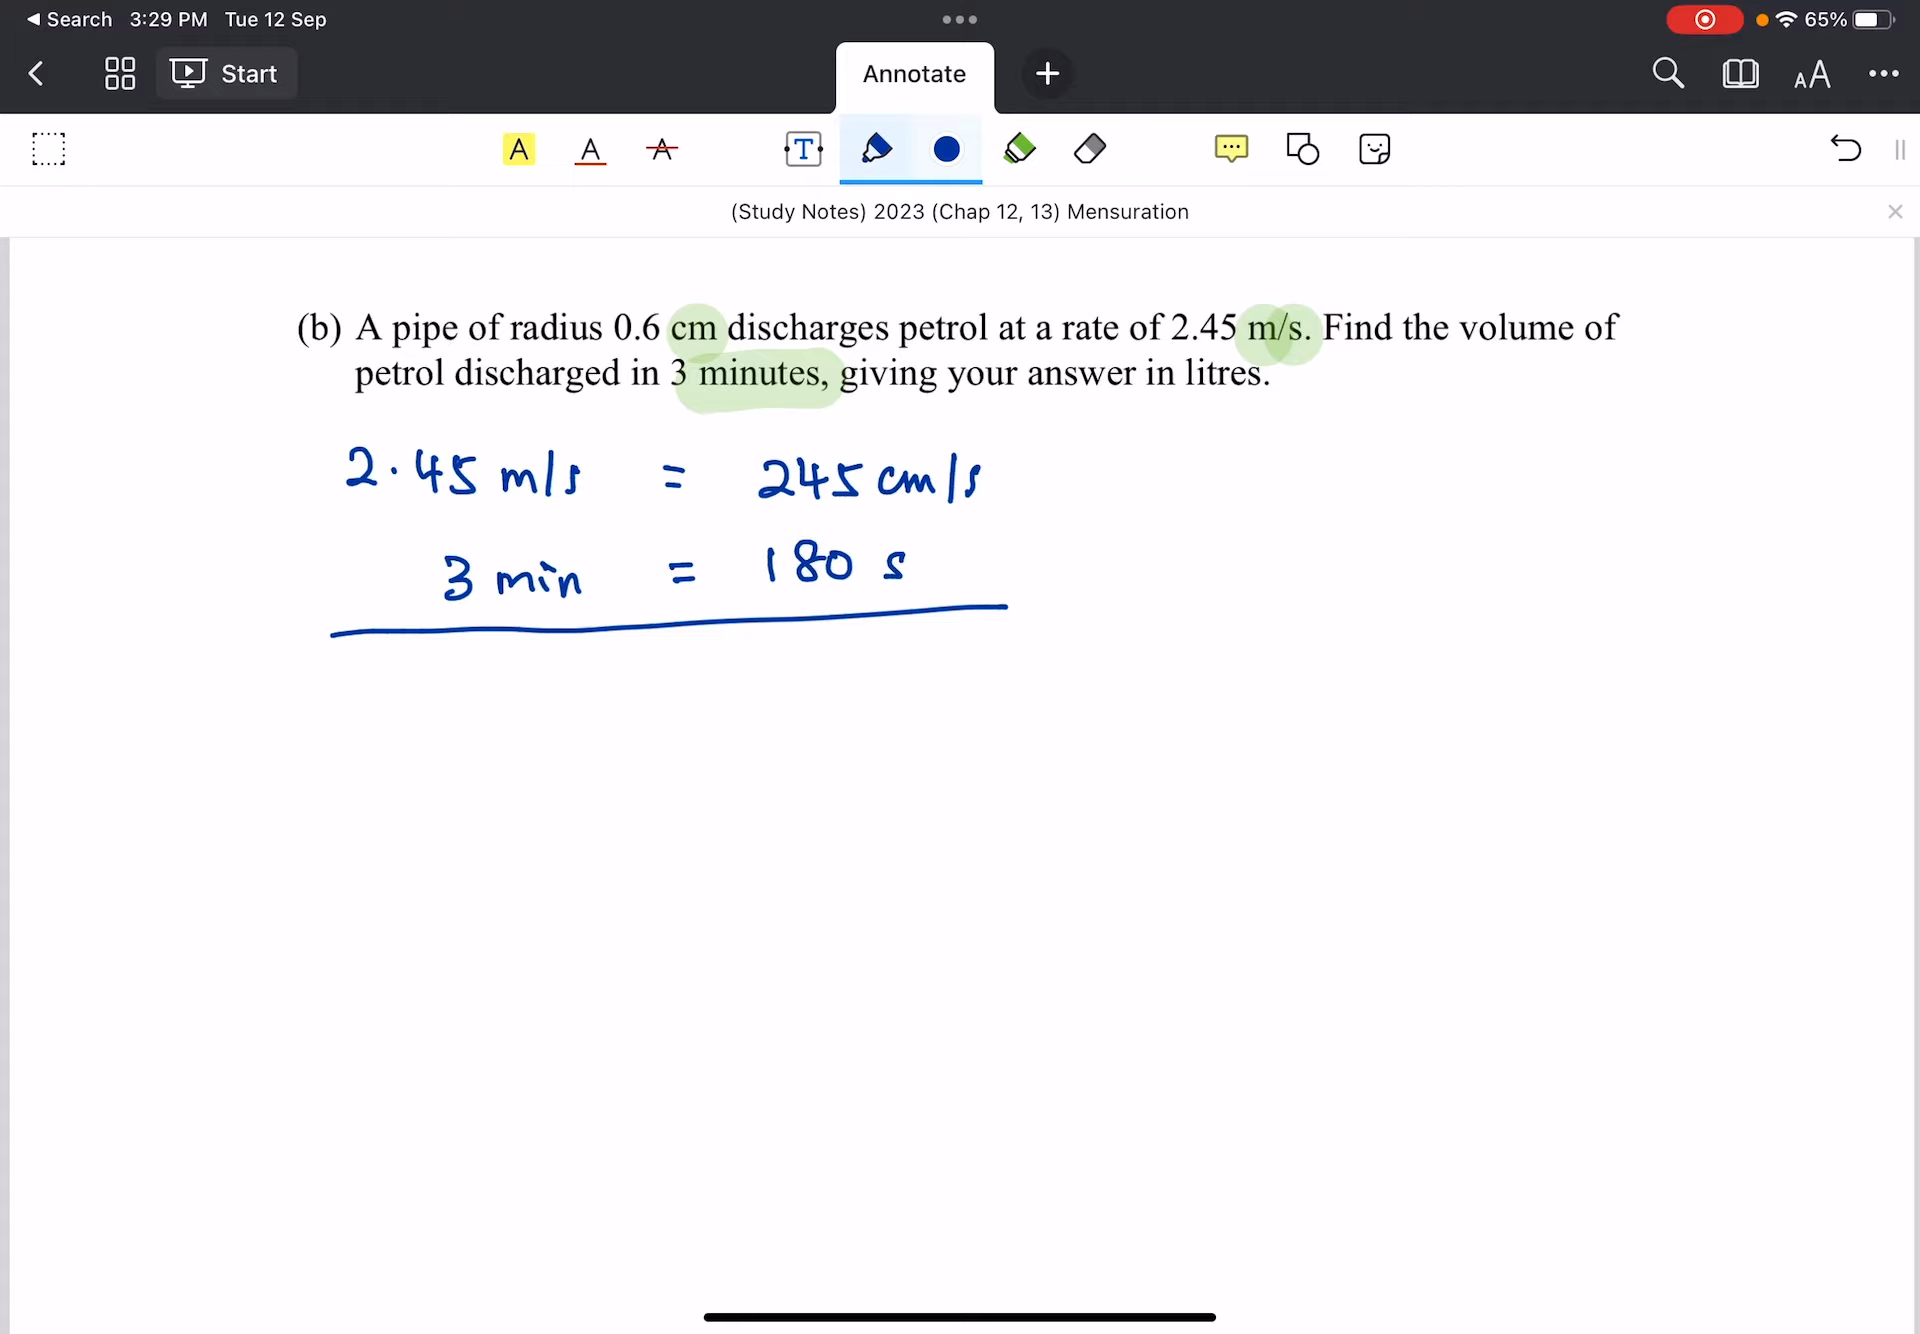 Search 3:29 PM Tue 12 Sep 65%
Start Annotate + AA
A A A T
(Study Notes) 2023 (Chap 12, 13) Mensuration
(b) A pipe of radius 0.6 cm discharges petrol at a rate of 2.45 m/s. Find the volume of
petrol discharged in 3 minutes, giving your answer in litres.
2.45 m/s = 245 cm/s
3 min = 180 s